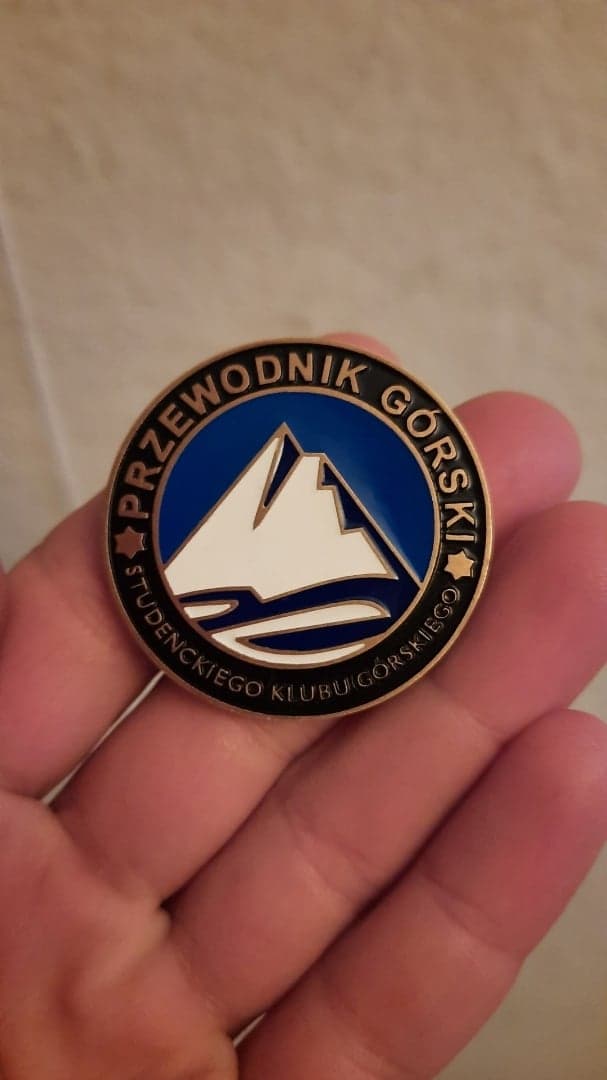 PRZEWODNIK GÓRSKI
STUDENCKIEGO KLUBU GÓRSKIEGO